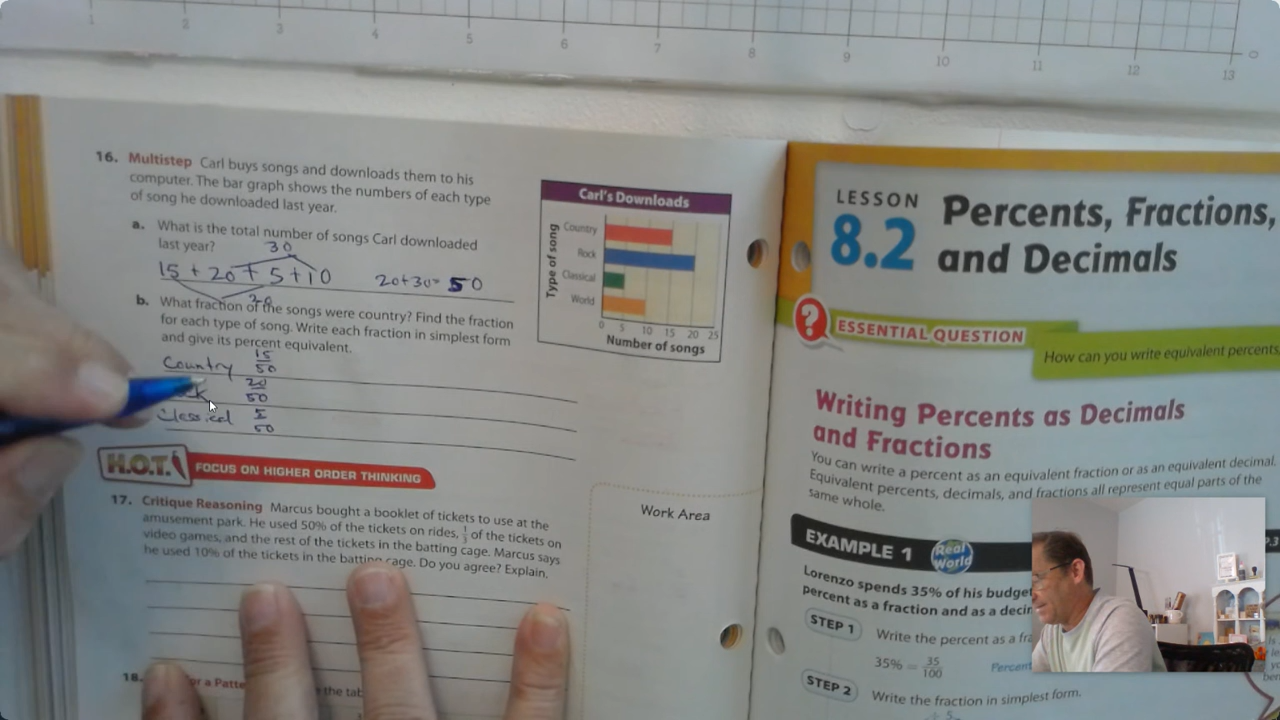 1 2 3 4 5 6 7 8 9 10 11 12 13
16. Multistep Carl buys songs and downloads them to his
computer. The bar graph shows the numbers of each type
of song he downloaded last year.
a. What is the total number of songs Carl downloaded
last year? 30
15 + 20 + 5 + 10 20+30= 50
20
b. What fraction of the songs were country? Find the fraction
for each type of song. Write each fraction in simplest form
and give its percent equivalent.
Country 15/50
20/50
Classical 5/50
Carl's Downloads
Type of song
Country
Rock
Classical
World
0 5 10 15 20 25
Number of songs
H.O.T. FOCUS ON HIGHER ORDER THINKING
17. Critique Reasoning Marcus bought a booklet of tickets to use at the
amusement park. He used 50% of the tickets on rides, 1/3 of the tickets on
video games, and the rest of the tickets in the batting cage. Marcus says
he used 10% of the tickets in the batting cage. Do you agree? Explain.
Work Area
18. or a Patte the tab
LESSON
8.2
Percents, Fractions,
and Decimals
? ESSENTIAL QUESTION
How can you write equivalent percents,
Writing Percents as Decimals
and Fractions
You can write a percent as an equivalent fraction or as an equivalent decimal.
Equivalent percents, decimals, and fractions all represent equal parts of the
same whole.
EXAMPLE 1 Real World
Lorenzo spends 35% of his budget
percent as a fraction and as a deci
STEP 1 Write the percent as a fra
35% = 35/100 Percent
STEP 2 Write the fraction in simplest form.